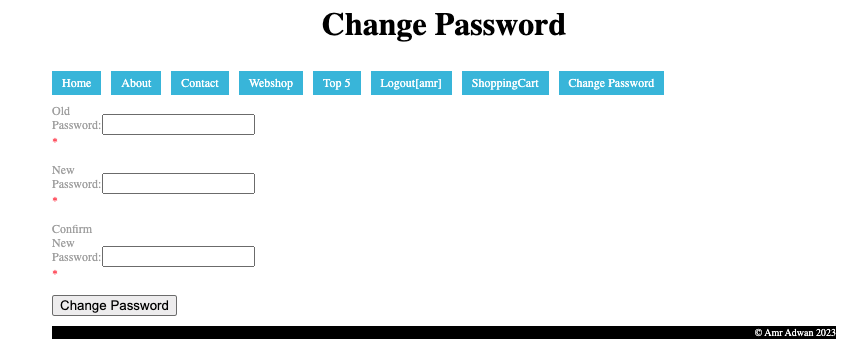 Change Password
Home About Contact Webshop Top 5 Logout[amr] ShoppingCart Change Password
Old
Password:
*
New
Password:
*
Confirm
New
Password:
*
Change Password
© Amr Adwan 2023